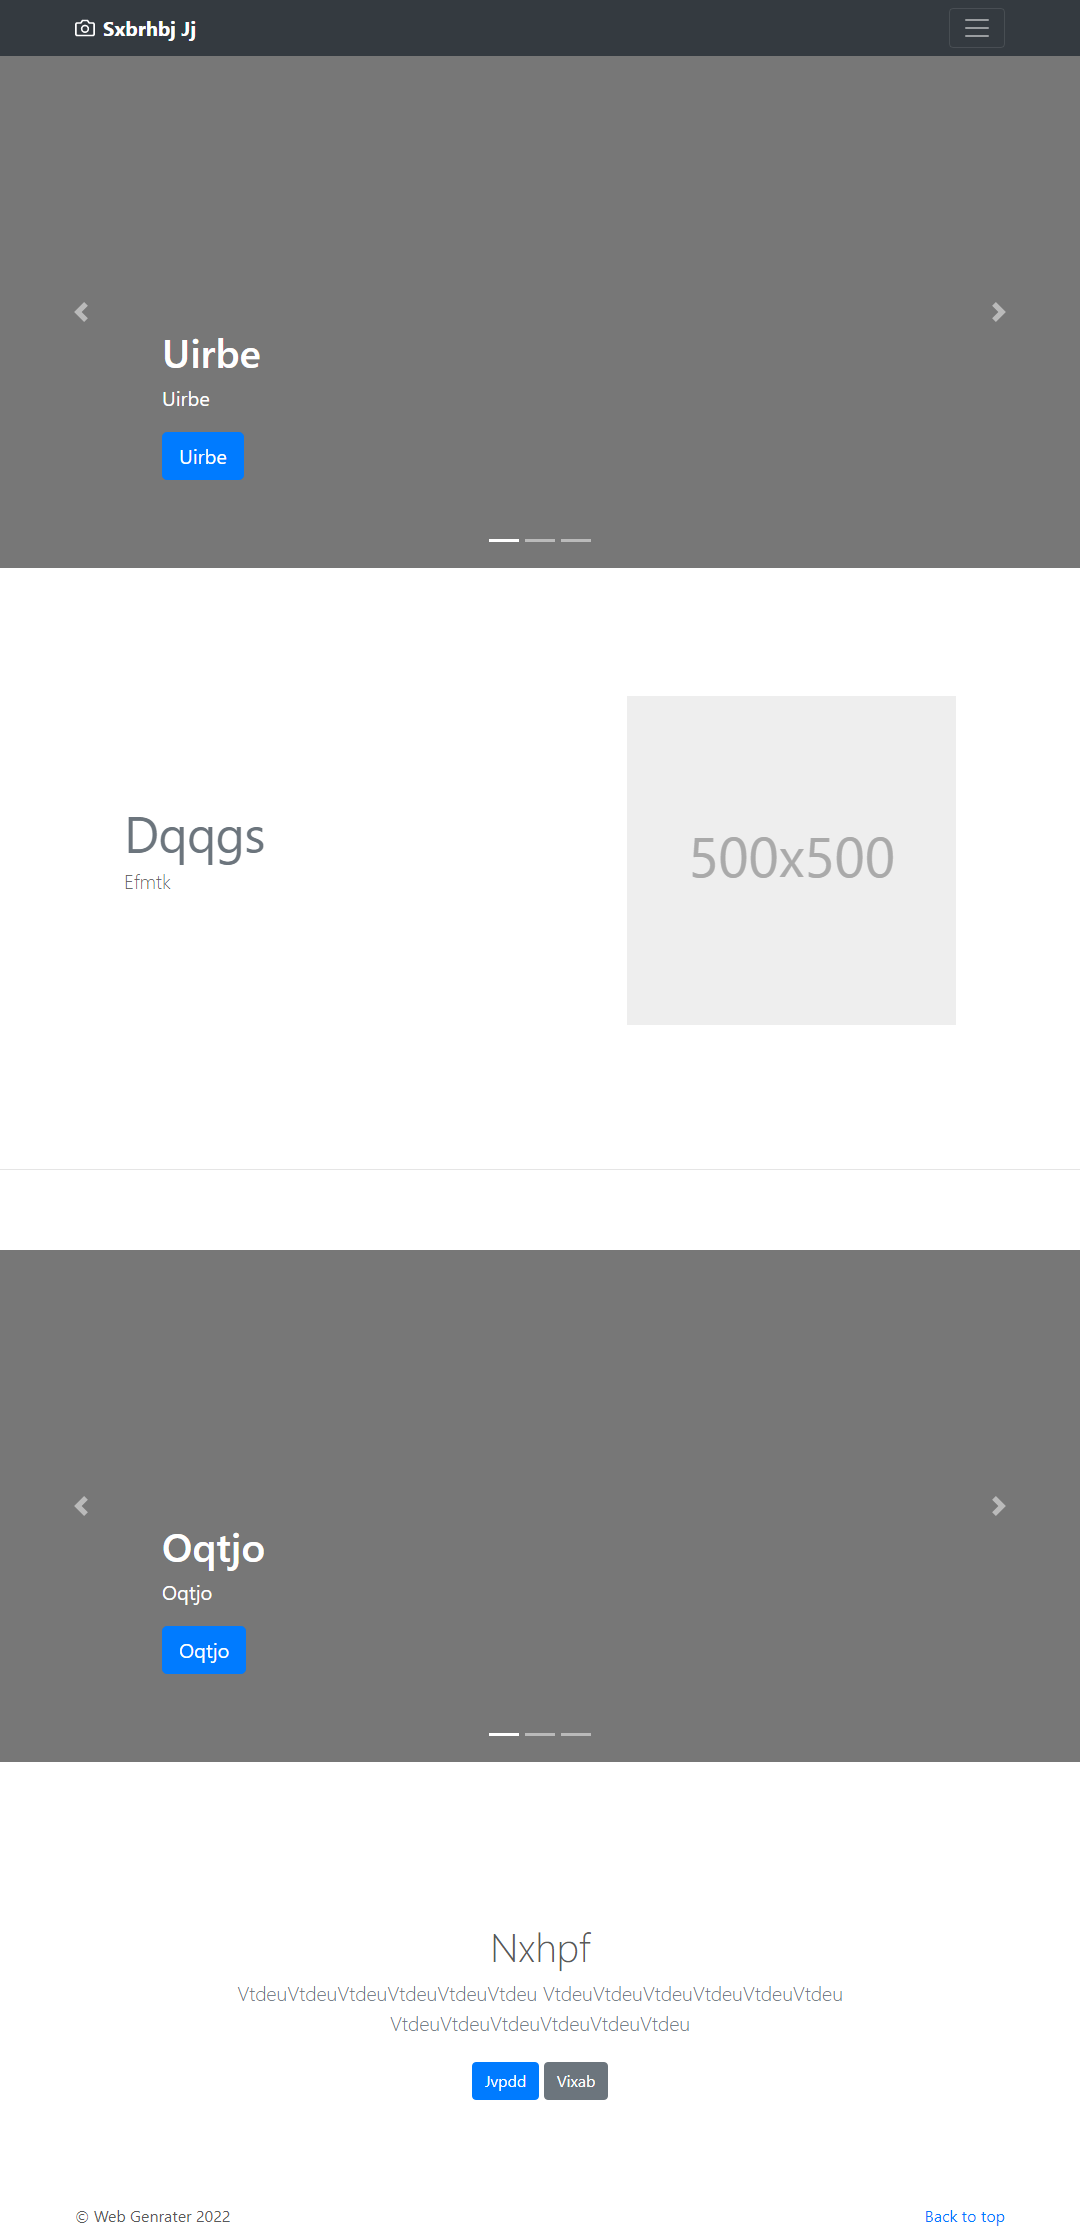 Sxbrhbj Jj
Uirbe
Uirbe
Uirbe
Dqqgs
Efmtk
500x500
Oqtjo
Oqtjo
Oqtjo
Nxhpf
VtdeuVtdeuVtdeuVtdeuVtdeuVtdeu VtdeuVtdeuVtdeuVtdeuVtdeuVtdeu
VtdeuVtdeuVtdeuVtdeuVtdeuVtdeu
Jvpdd Vixab
© Web Genrater 2022 Back to top